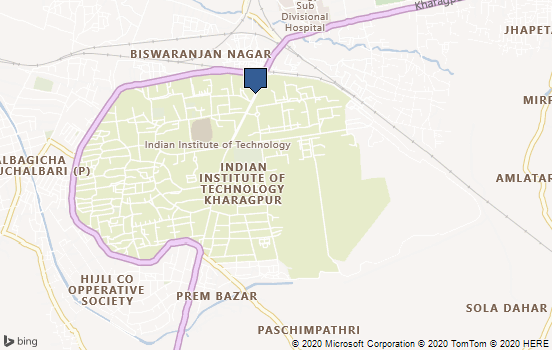 Kharagp
Sub
Divisional
Hospital
JHAPETA
BISWARANJAN NAGAR
MIRP
Indian Institute of Technology
ALBAGICHA
UCHALBARI (P)
INDIAN
INSTITUTE OF
TECHNOLOGY
KHARAGPUR
AMLATAR
HIJLI CO
OPPERATIVE
SOCIETY
PREM BAZAR
SOLA DAHAR
PASCHIMPATHRI
bing
© 2020 Microsoft Corporation © 2020 TomTom © 2020 HERE